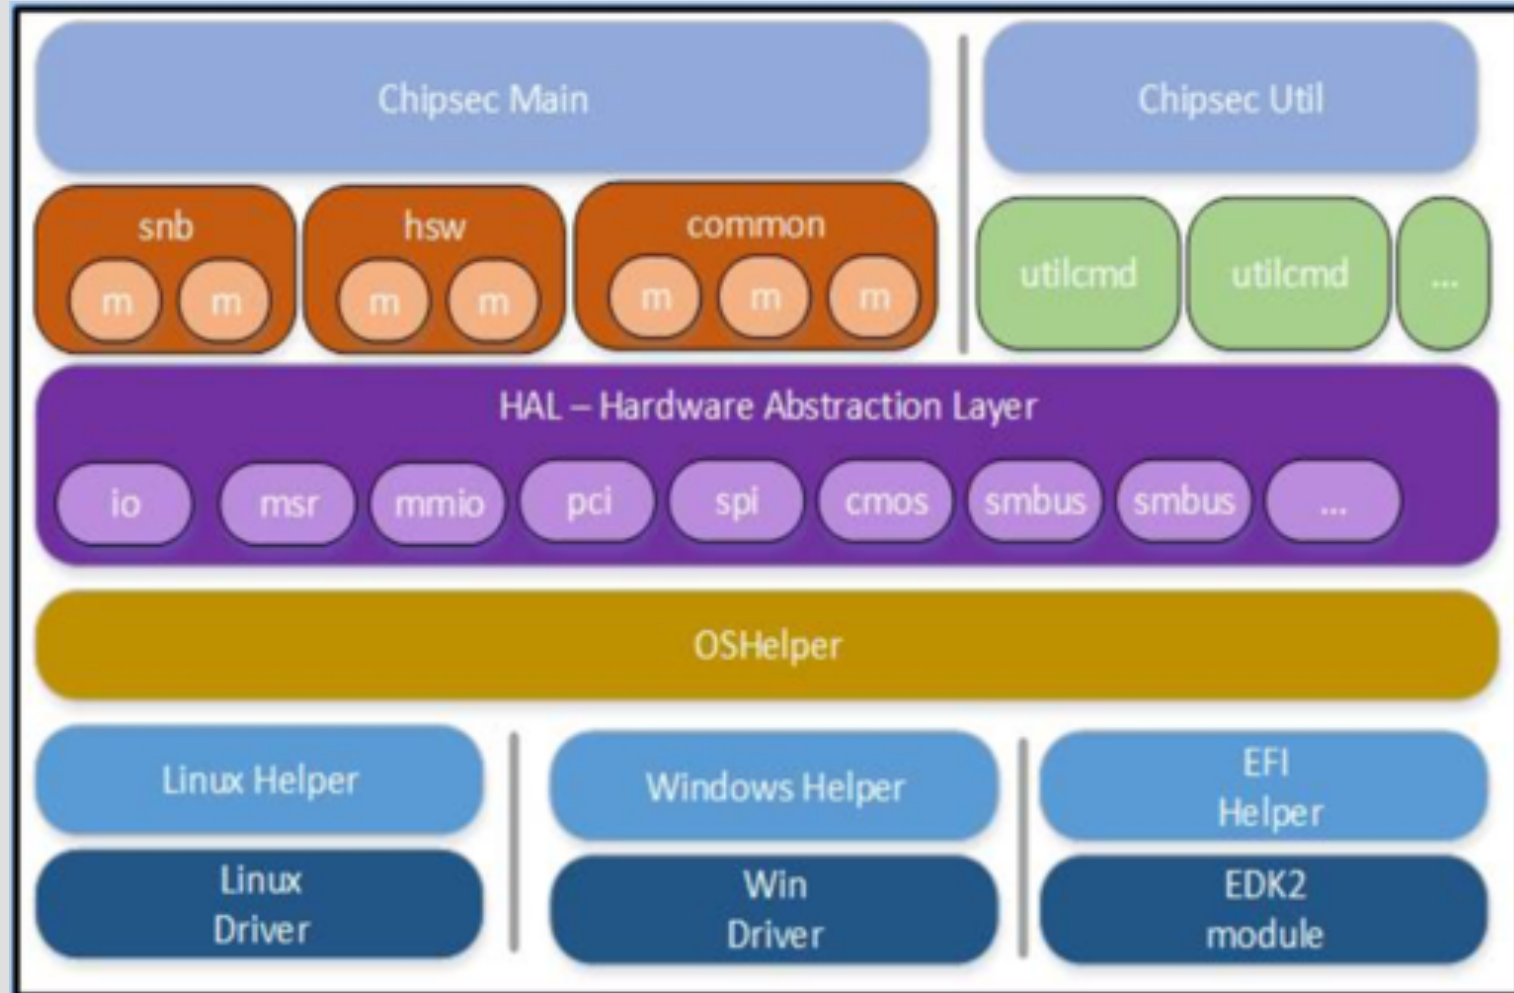 Chipsec Main
Chipsec Util
snb
hsw
common
m
m
m
m
m
m
m
utilcmd
utilcmd
...
HAL – Hardware Abstraction Layer
io
msr
mmio
pci
spi
cmos
smbus
smbus
...
OSHelper
Linux Helper
Windows Helper
EFI
Helper
Linux
Driver
Win
Driver
EDK2
module